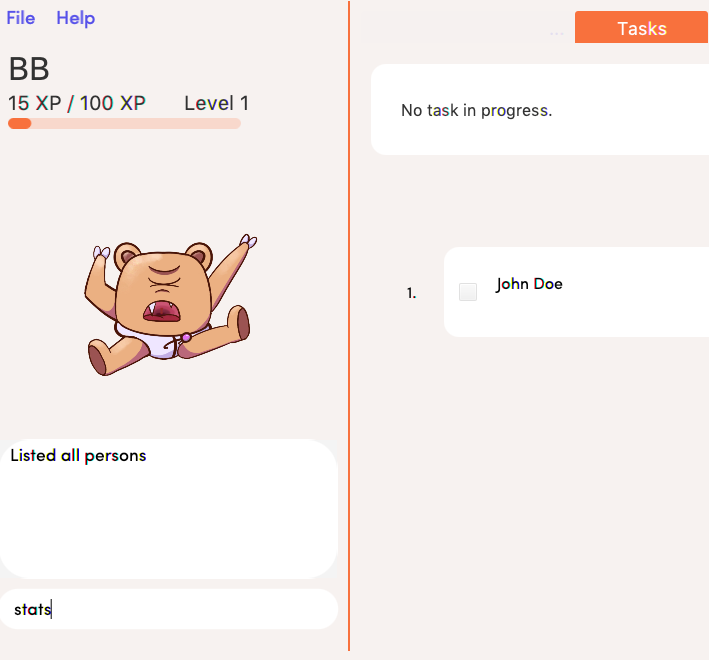 File Help
BB
15 XP / 100 XP Level 1
Listed all persons
stats
... Tasks
No task in progress.
1. John Doe